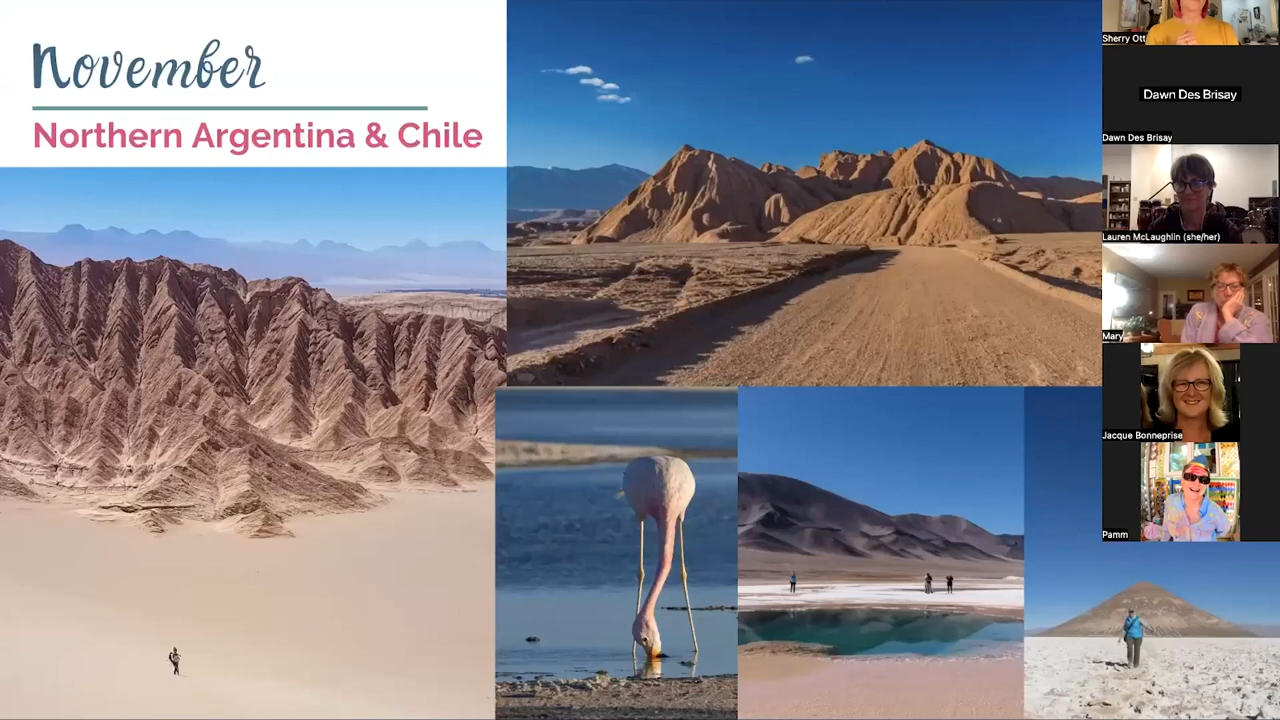 November
Northern Argentina & Chile
Sherry Ott
Dawn Des Brisay
Dawn Des Brisay
Lauren McLaughlin (she/her)
Mary
Jacque Bonneprise
Pamm